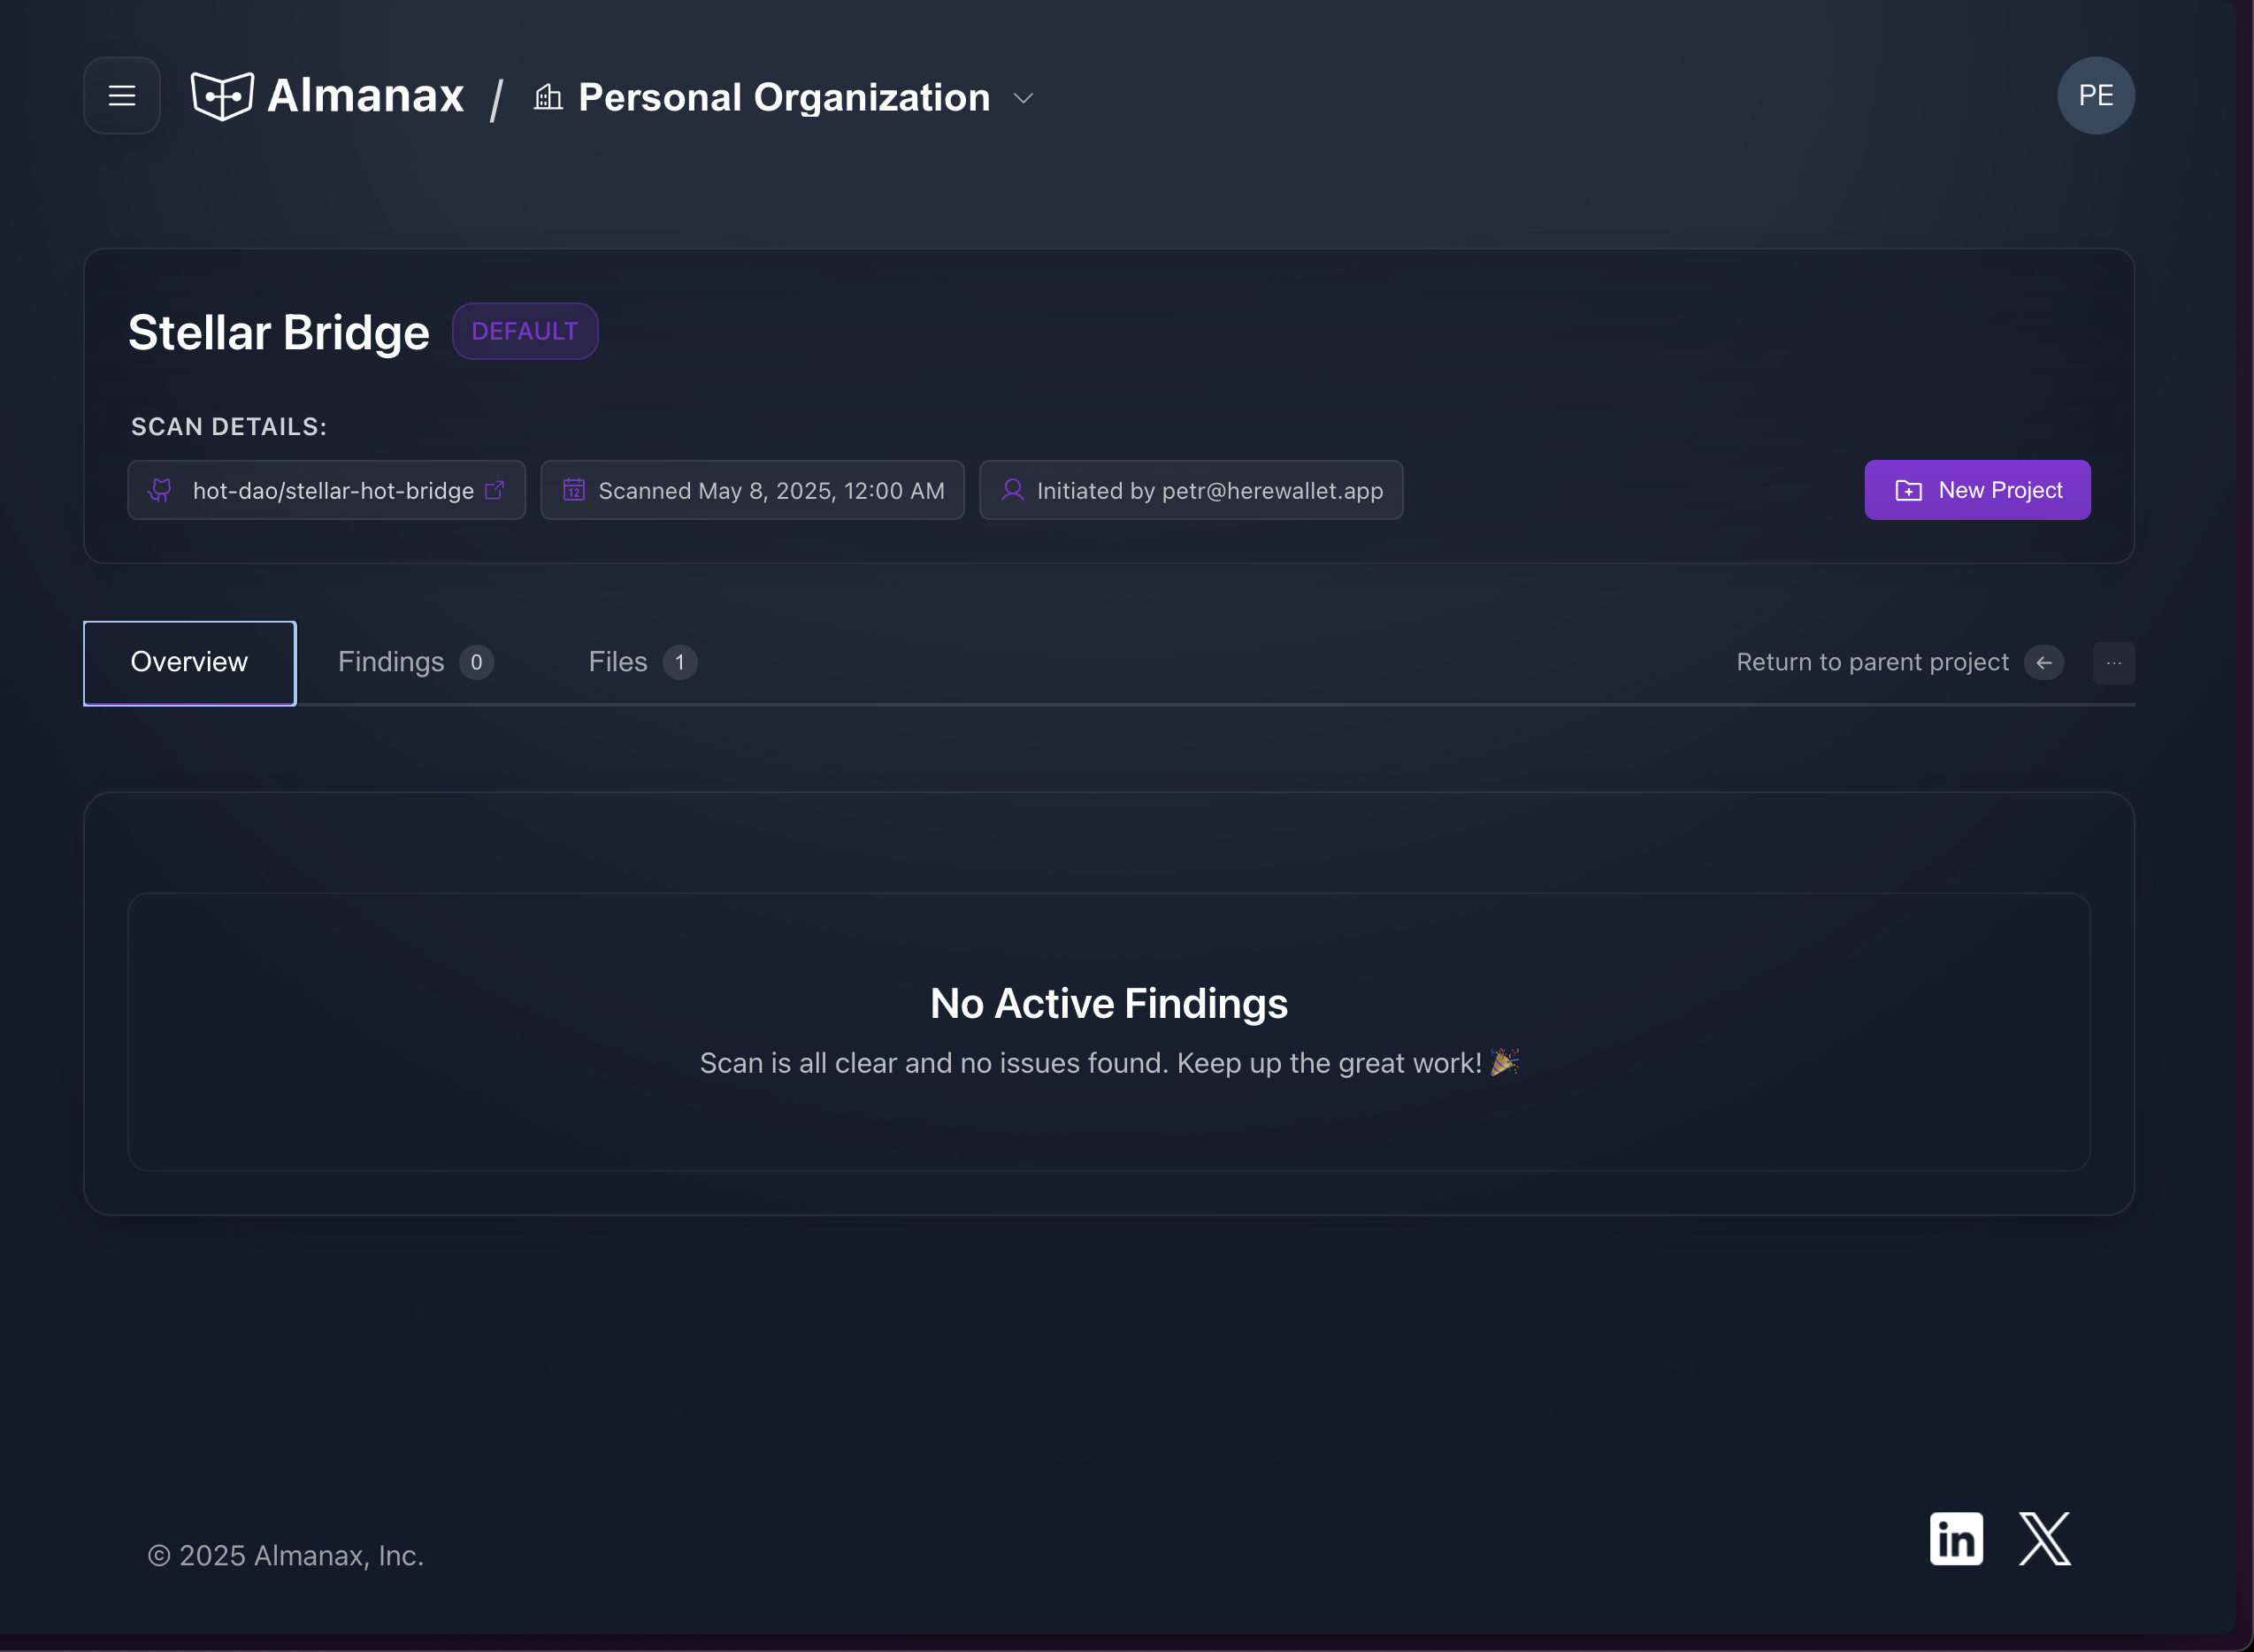 Almanax / Personal Organization
PE
Stellar Bridge DEFAULT
SCAN DETAILS:
hot-dao/stellar-hot-bridge
12 Scanned May 8, 2025, 12:00 AM
Initiated by petr@herewallet.app
New Project
Overview
Findings 0
Files 1
Return to parent project
...
No Active Findings
Scan is all clear and no issues found. Keep up the great work! 🎉
© 2025 Almanax, Inc.
in X